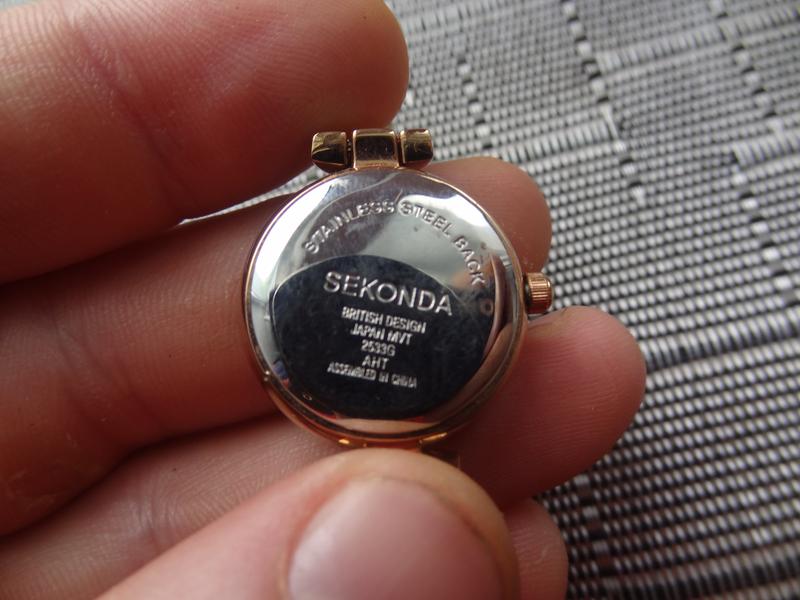 STAINLESS STEEL BACK
SEKONDA
BRITISH DESIGN
JAPAN MVT
2533G
AHT
ASSEMBLED IN CHINA